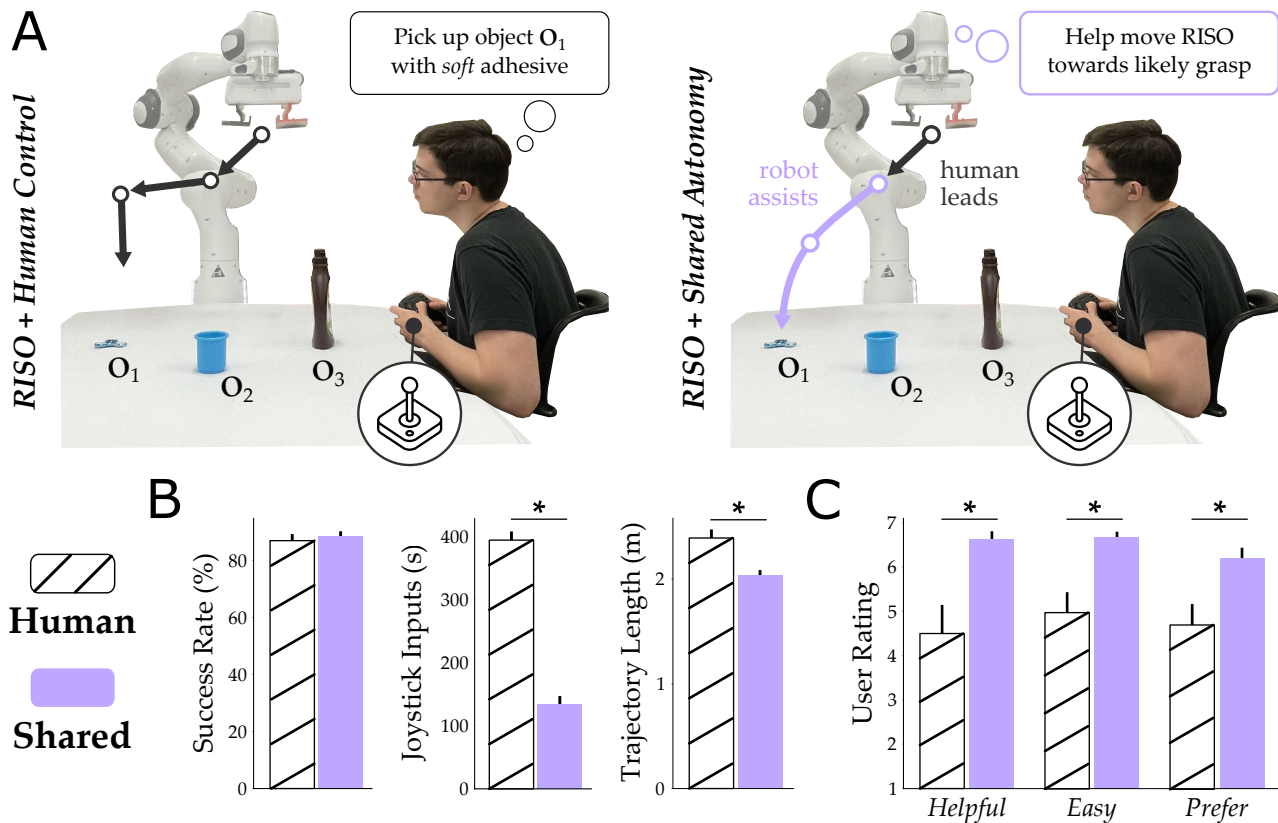 A
RISO + Human Control
Pick up object O₁
with soft adhesive
O₁
O₂
O₃
RISO + Shared Autonomy
Help move RISO
towards likely grasp
robot
assists
human
leads
O₁
O₂
O₃
Human
Shared
B
Success Rate (%)
80
60
40
20
0
Joystick Inputs (s)
*
400
300
200
100
0
Trajectory Length (m)
*
2
1
0
C
User Rating
* * *
7
6
5
4
3
2
1
Helpful Easy Prefer